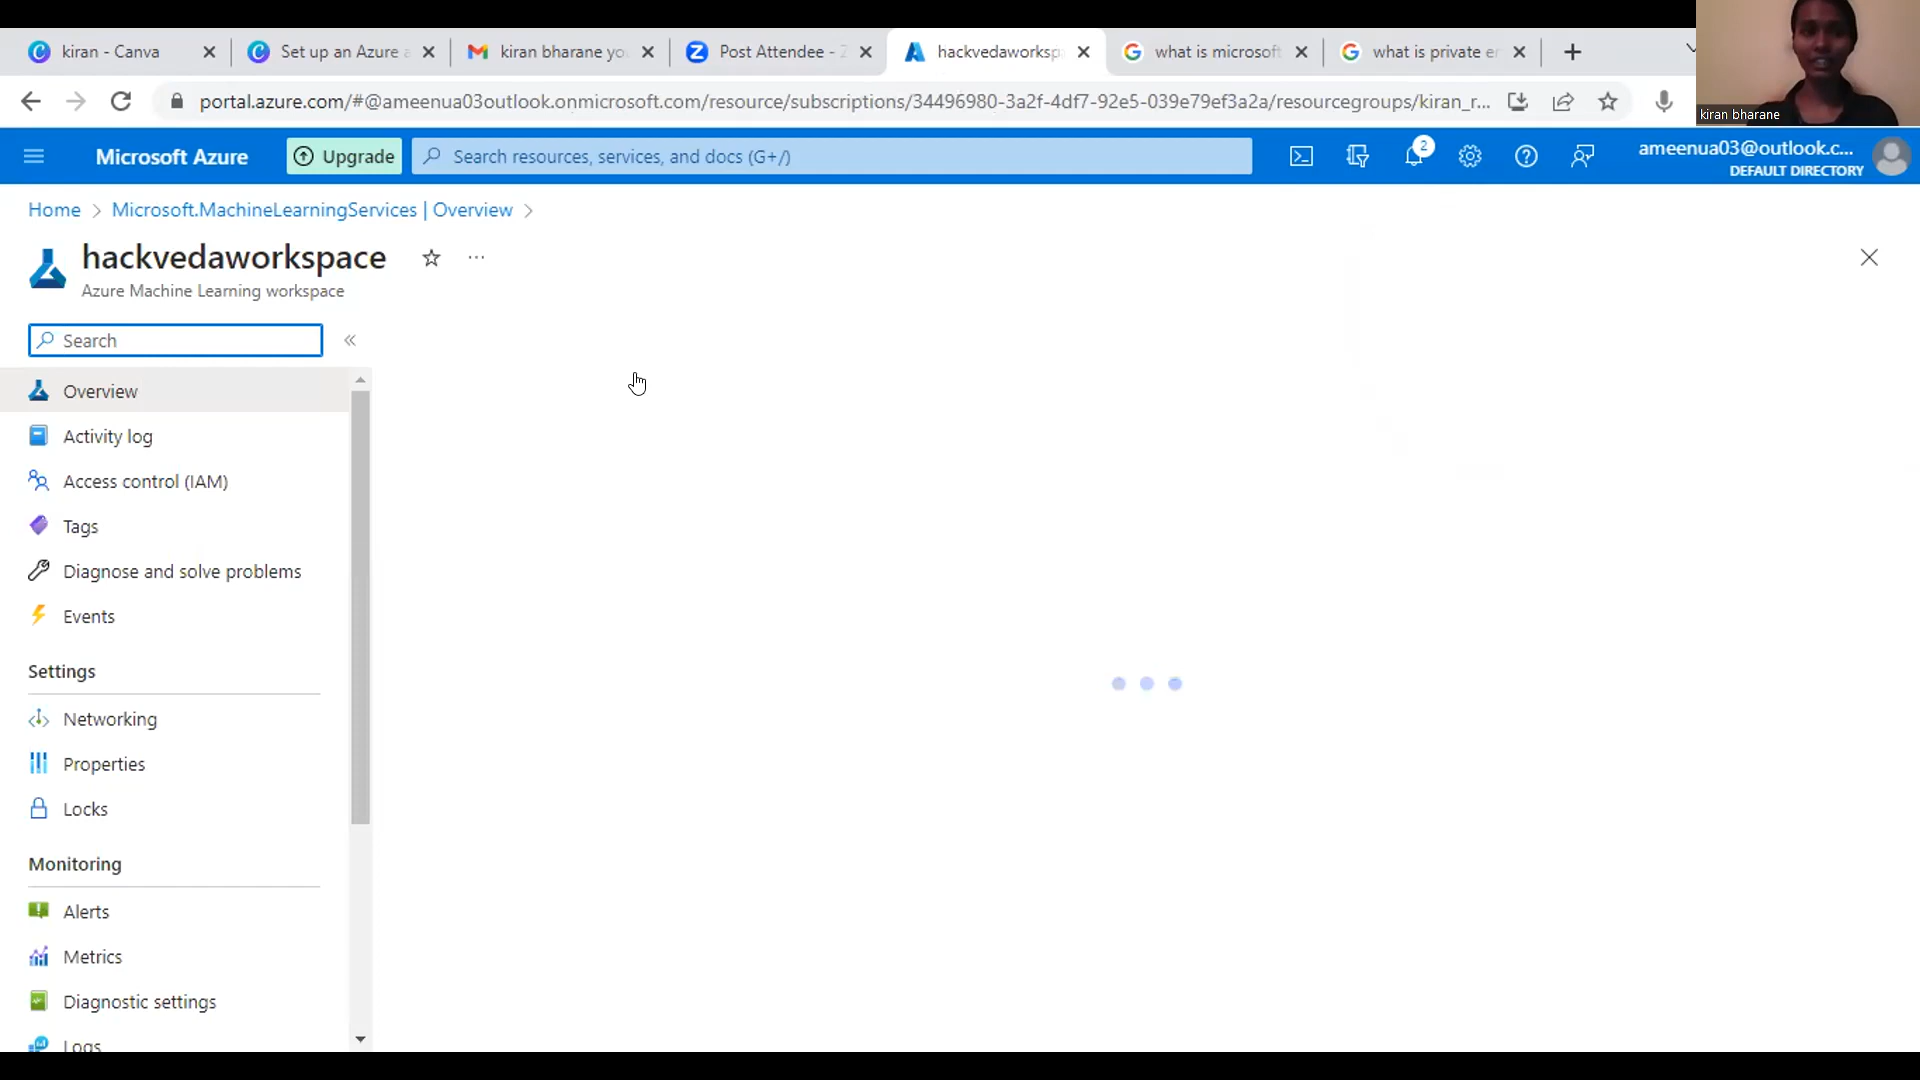 kiran - Canva
Set up an Azure a
kiran bharane yo
Post Attendee - Z
hackvedaworkspa
what is microsoft
what is private en
portal.azure.com/#@ameenua03outlook.onmicrosoft.com/resource/subscriptions/34496980-3a2f-4df7-92e5-039e79ef3a2a/resourcegroups/kiran_r...
kiran bharane
Microsoft Azure
Upgrade
Search resources, services, and docs (G+/)
2
ameenua03@outlook.c...
DEFAULT DIRECTORY
Home > Microsoft.MachineLearningServices | Overview >
hackvedaworkspace
...
Azure Machine Learning workspace
Search
Overview
Activity log
Access control (IAM)
Tags
Diagnose and solve problems
Events
Settings
Networking
Properties
Locks
Monitoring
Alerts
Metrics
Diagnostic settings
Logs